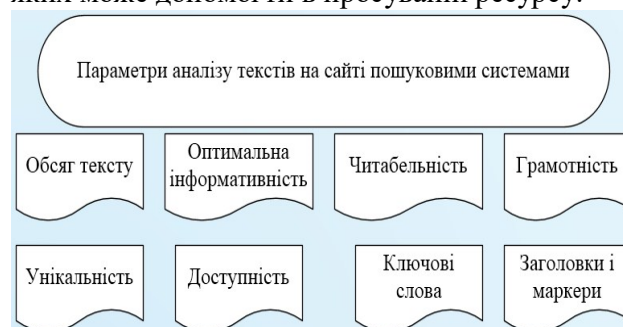 яких може допомогти в просуванні ресурсу.
Параметри аналізу текстів на сайті пошуковими системами
Обсяг тексту
Оптимальна
інформативність
Читабельність
Грамотність
Унікальність
Доступність
Ключові
слова
Заголовки і
маркери